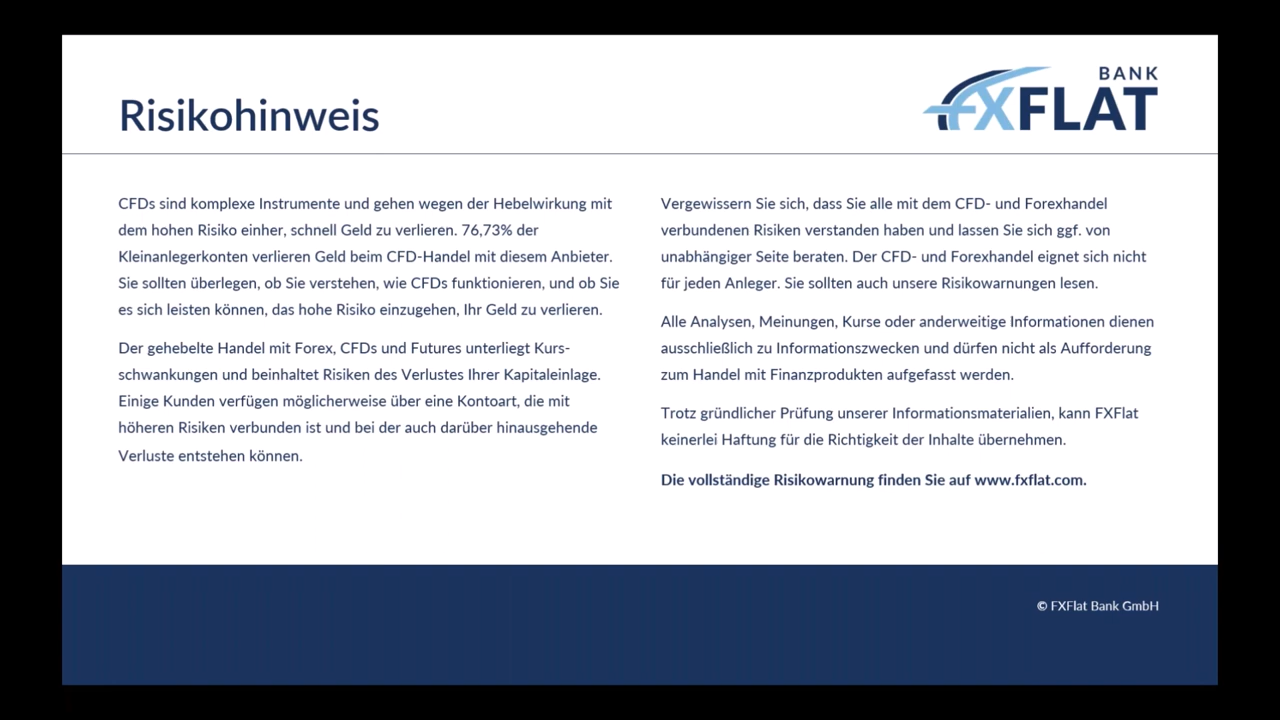 Risikohinweis
BANK
FXFLAT
CFDs sind komplexe Instrumente und gehen wegen der Hebelwirkung mit
dem hohen Risiko einher, schnell Geld zu verlieren. 76,73% der
Kleinanlegerkonten verlieren Geld beim CFD-Handel mit diesem Anbieter.
Sie sollten überlegen, ob Sie verstehen, wie CFDs funktionieren, und ob Sie
es sich leisten können, das hohe Risiko einzugehen, Ihr Geld zu verlieren.
Der gehebelte Handel mit Forex, CFDs und Futures unterliegt Kurs-
schwankungen und beinhaltet Risiken des Verlustes Ihrer Kapitaleinlage.
Einige Kunden verfügen möglicherweise über eine Kontoart, die mit
höheren Risiken verbunden ist und bei der auch darüber hinausgehende
Verluste entstehen können.
Vergewissern Sie sich, dass Sie alle mit dem CFD- und Forexhandel
verbundenen Risiken verstanden haben und lassen Sie sich ggf. von
unabhängiger Seite beraten. Der CFD- und Forexhandel eignet sich nicht
für jeden Anleger. Sie sollten auch unsere Risikowarnungen lesen.
Alle Analysen, Meinungen, Kurse oder anderweitige Informationen dienen
ausschließlich zu Informationszwecken und dürfen nicht als Aufforderung
zum Handel mit Finanzprodukten aufgefasst werden.
Trotz gründlicher Prüfung unserer Informationsmaterialien, kann FXFlat
keinerlei Haftung für die Richtigkeit der Inhalte übernehmen.
Die vollständige Risikowarnung finden Sie auf www.fxflat.com.
© FXFlat Bank GmbH